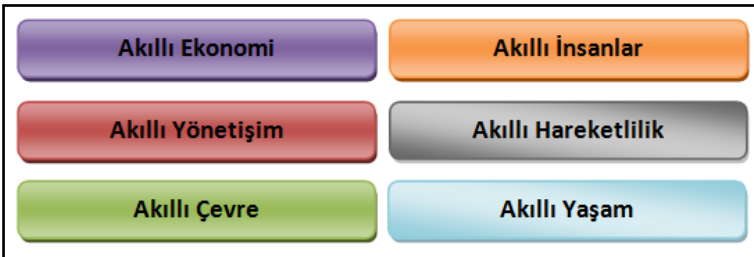 Akıllı Ekonomi
Akıllı İnsanlar
Akıllı Yönetişim
Akıllı Hareketlilik
Akıllı Çevre
Akıllı Yaşam